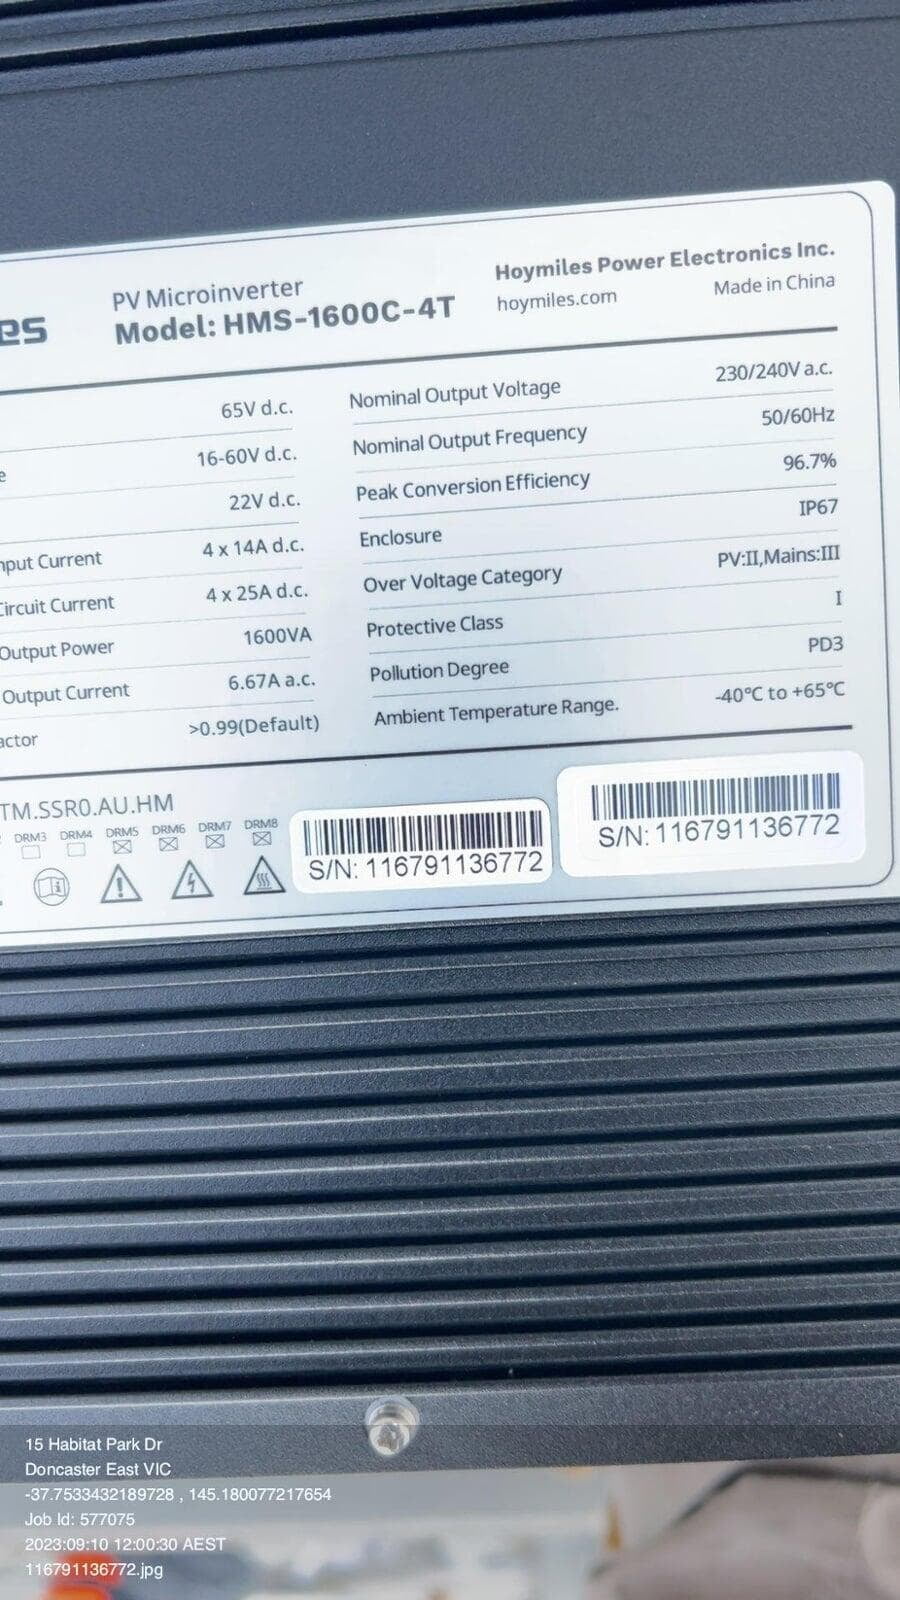 es
PV Microinverter
Model: HMS-1600C-4T
Hoymiles Power Electronics Inc.
hoymiles.com
Made in China
65V d.c.
e 16-60V d.c.
22V d.c.
nput Current 4 x 14A d.c.
Circuit Current 4 x 25A d.c.
Output Power 1600VA
Output Current 6.67A a.c.
actor >0.99(Default)
Nominal Output Voltage 230/240V a.c.
Nominal Output Frequency 50/60Hz
Peak Conversion Efficiency 96.7%
Enclosure IP67
Over Voltage Category PV:II,Mains:III
Protective Class I
Pollution Degree PD3
Ambient Temperature Range. -40℃ to +65℃
TM.SSR0.AU.HM
DRM3 DRM4 DRM5 DRM6 DRM7 DRM8
S/N: 116791136772
S/N: 116791136772
15 Habitat Park Dr
Doncaster East VIC
-37.7533432189728 , 145.180077217654
Job Id: 577075
2023:09:10 12:00:30 AEST
116791136772.jpg